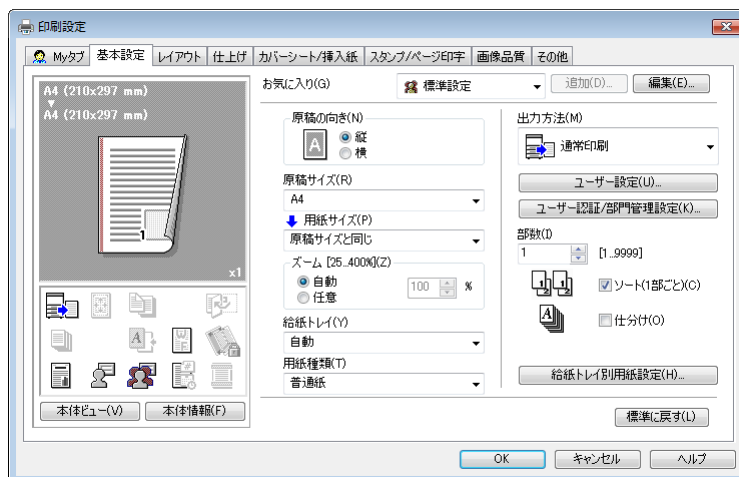 印刷設定
Myタブ 基本設定 レイアウト 仕上げ カバーシート/挿入紙 スタンプ/ページ印字 画像品質 その他
A4 (210x297 mm)
A4 (210x297 mm)
1
x1
本体ビュー(V) 本体情報(F)
お気に入り(G) 標準設定 追加(D)... 編集(E)...
原稿の向き(N)
A
縦
横
原稿サイズ(R)
A4
用紙サイズ(P)
原稿サイズと同じ
ズーム [25..400%](Z)
自動
任意
100 %
給紙トレイ(Y)
自動
用紙種類(T)
普通紙
出力方法(M)
通常印刷
ユーザー設定(U)...
ユーザー認証/部門管理設定(K)...
部数(I)
1 [1..9999]
ソート(1部ごと)(C)
仕分け(O)
給紙トレイ別用紙設定(H)...
標準に戻す(L)
OK キャンセル ヘルプ